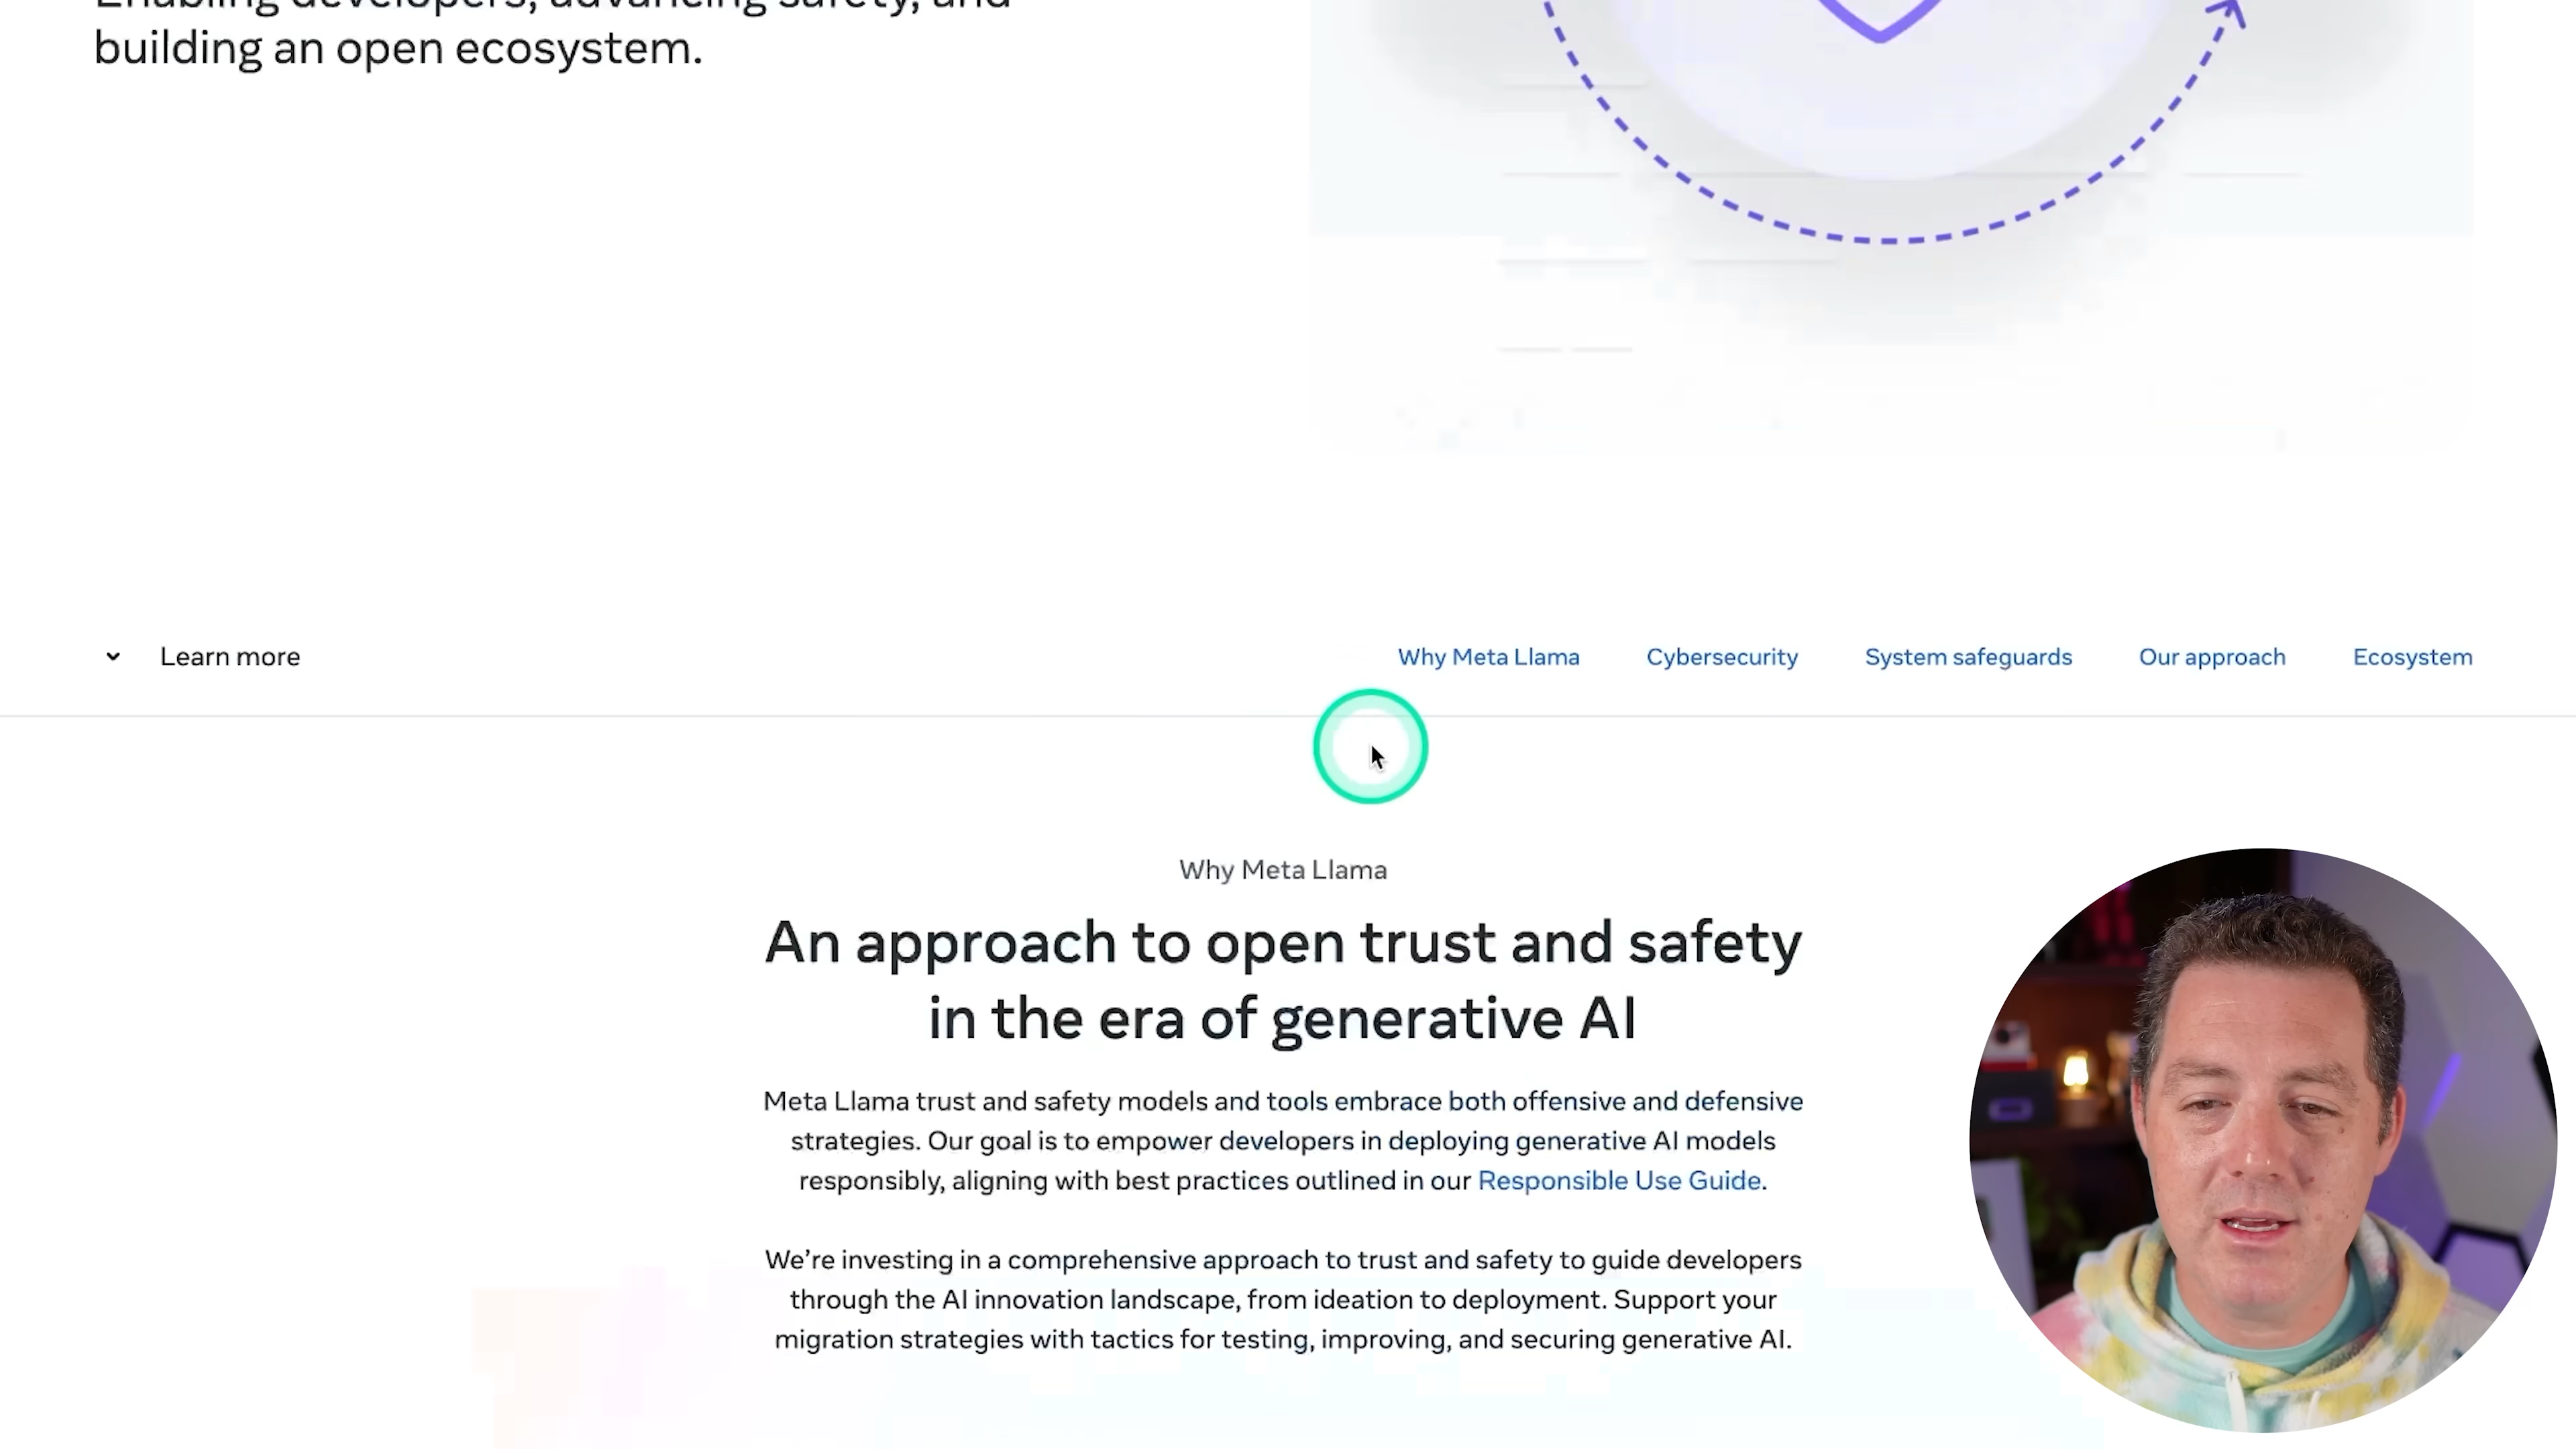 Enabling developers, advancing safety, and
building an open ecosystem.
Learn more
Why Meta Llama
Cybersecurity
System safeguards
Our approach
Ecosystem
Why Meta Llama
An approach to open trust and safety
in the era of generative AI
Meta Llama trust and safety models and tools embrace both offensive and defensive
strategies. Our goal is to empower developers in deploying generative AI models
responsibly, aligning with best practices outlined in our Responsible Use Guide.
We’re investing in a comprehensive approach to trust and safety to guide developers
through the AI innovation landscape, from ideation to deployment. Support your
migration strategies with tactics for testing, improving, and securing generative AI.